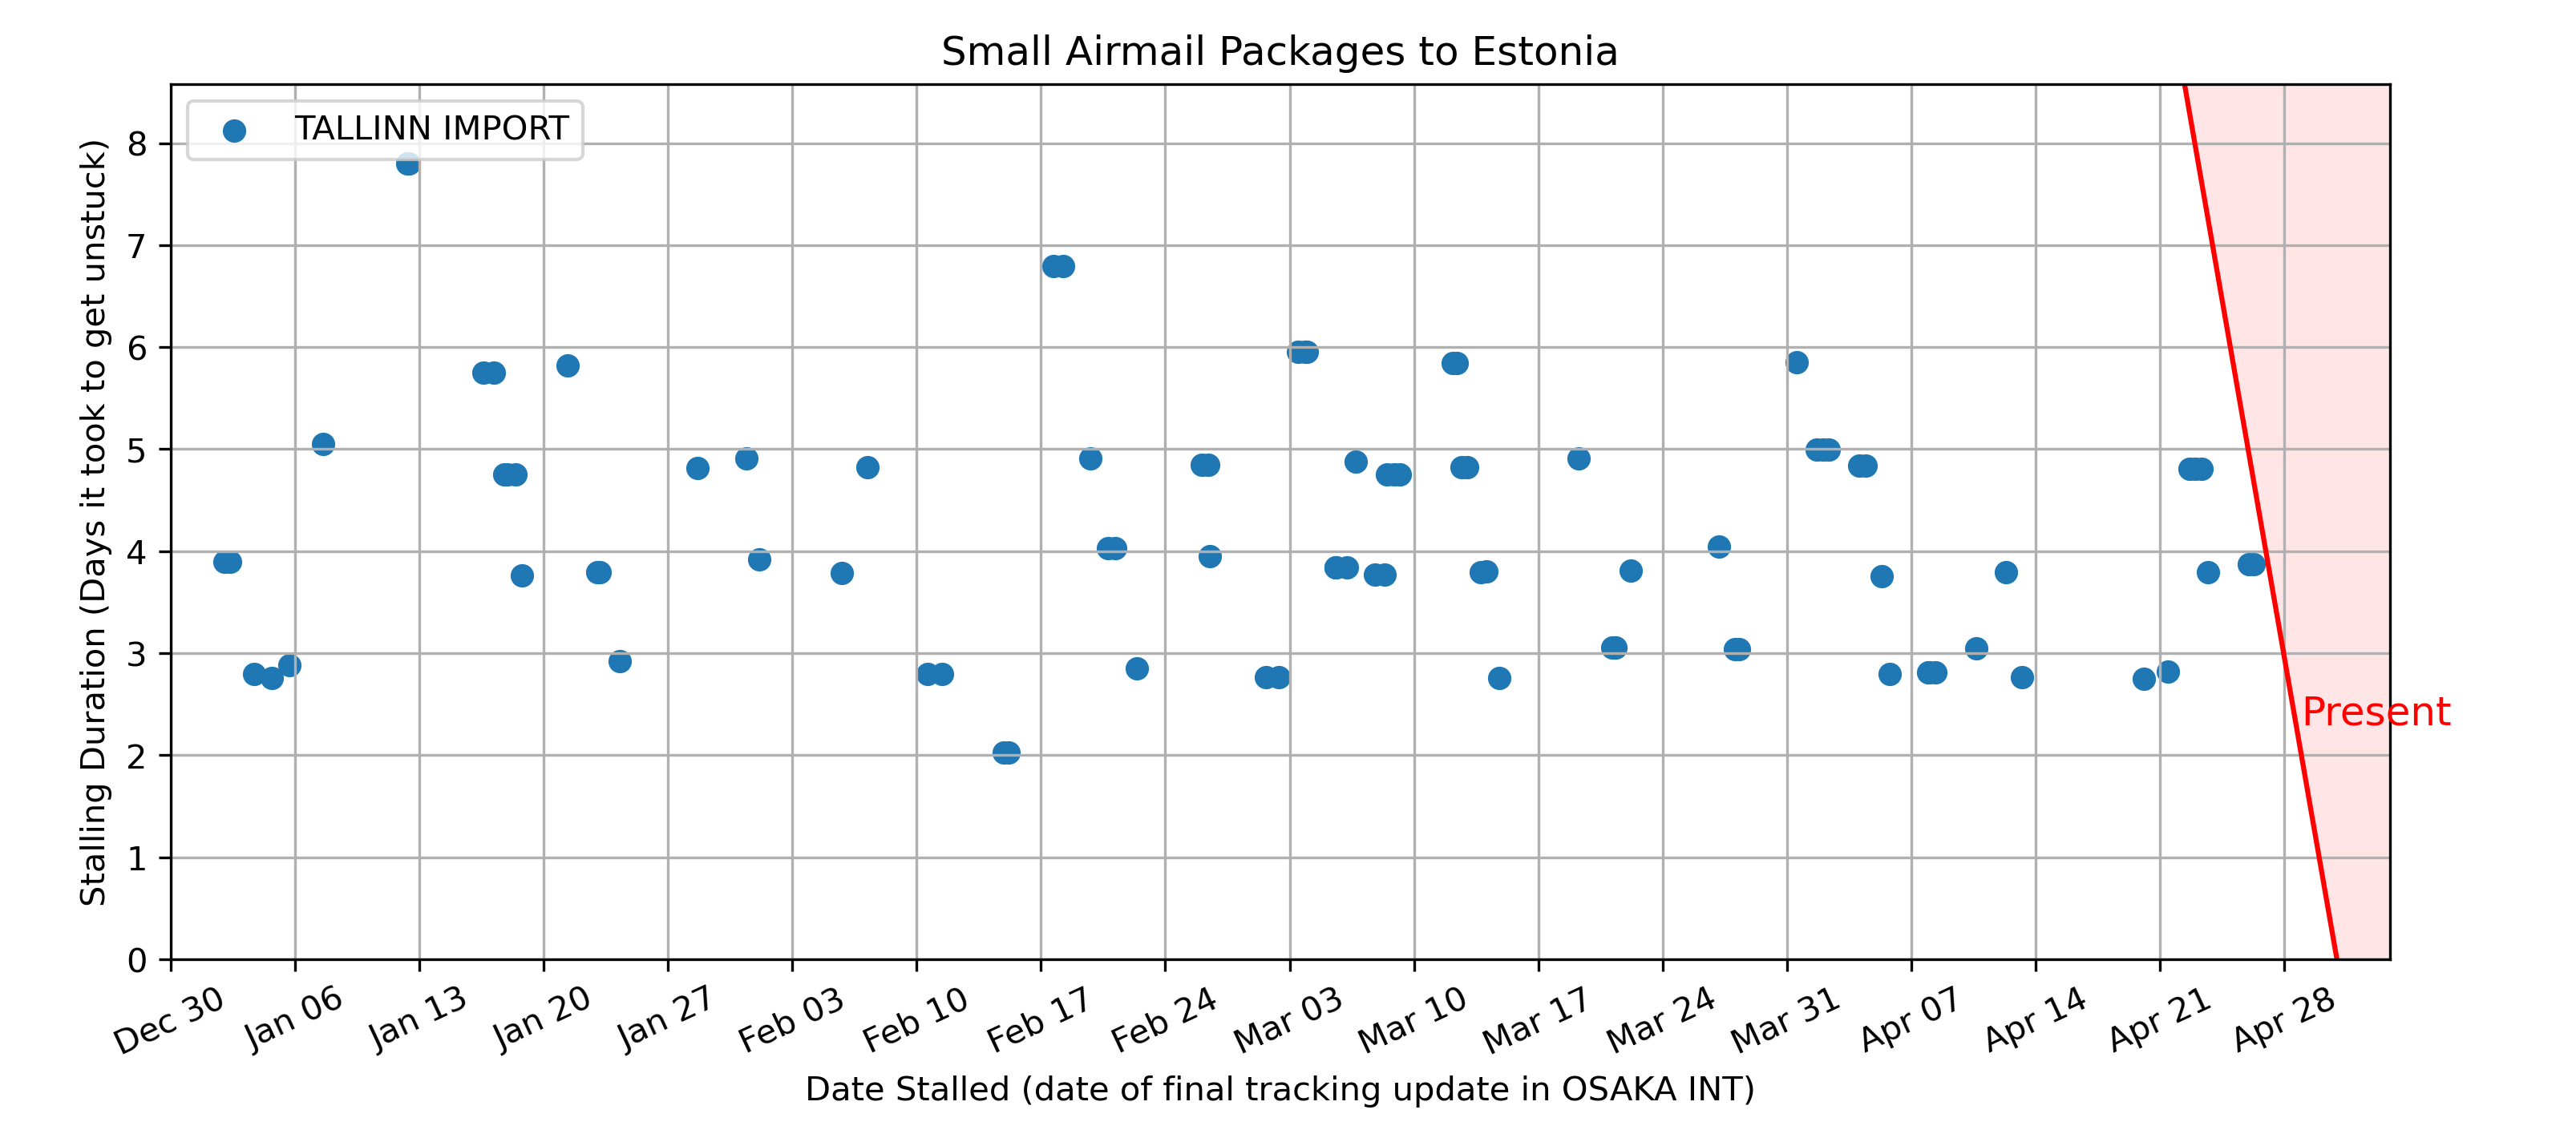 Small Airmail Packages to Estonia
TALLINN IMPORT
Stalling Duration (Days it took to get unstuck)
8
7
6
5
4
3
2
1
0
Present
Dec 30 Jan 06 Jan 13 Jan 20 Jan 27 Feb 03 Feb 10 Feb 17 Feb 24 Mar 03 Mar 10 Mar 17 Mar 24 Mar 31 Apr 07 Apr 14 Apr 21 Apr 28
Date Stalled (date of final tracking update in OSAKA INT)